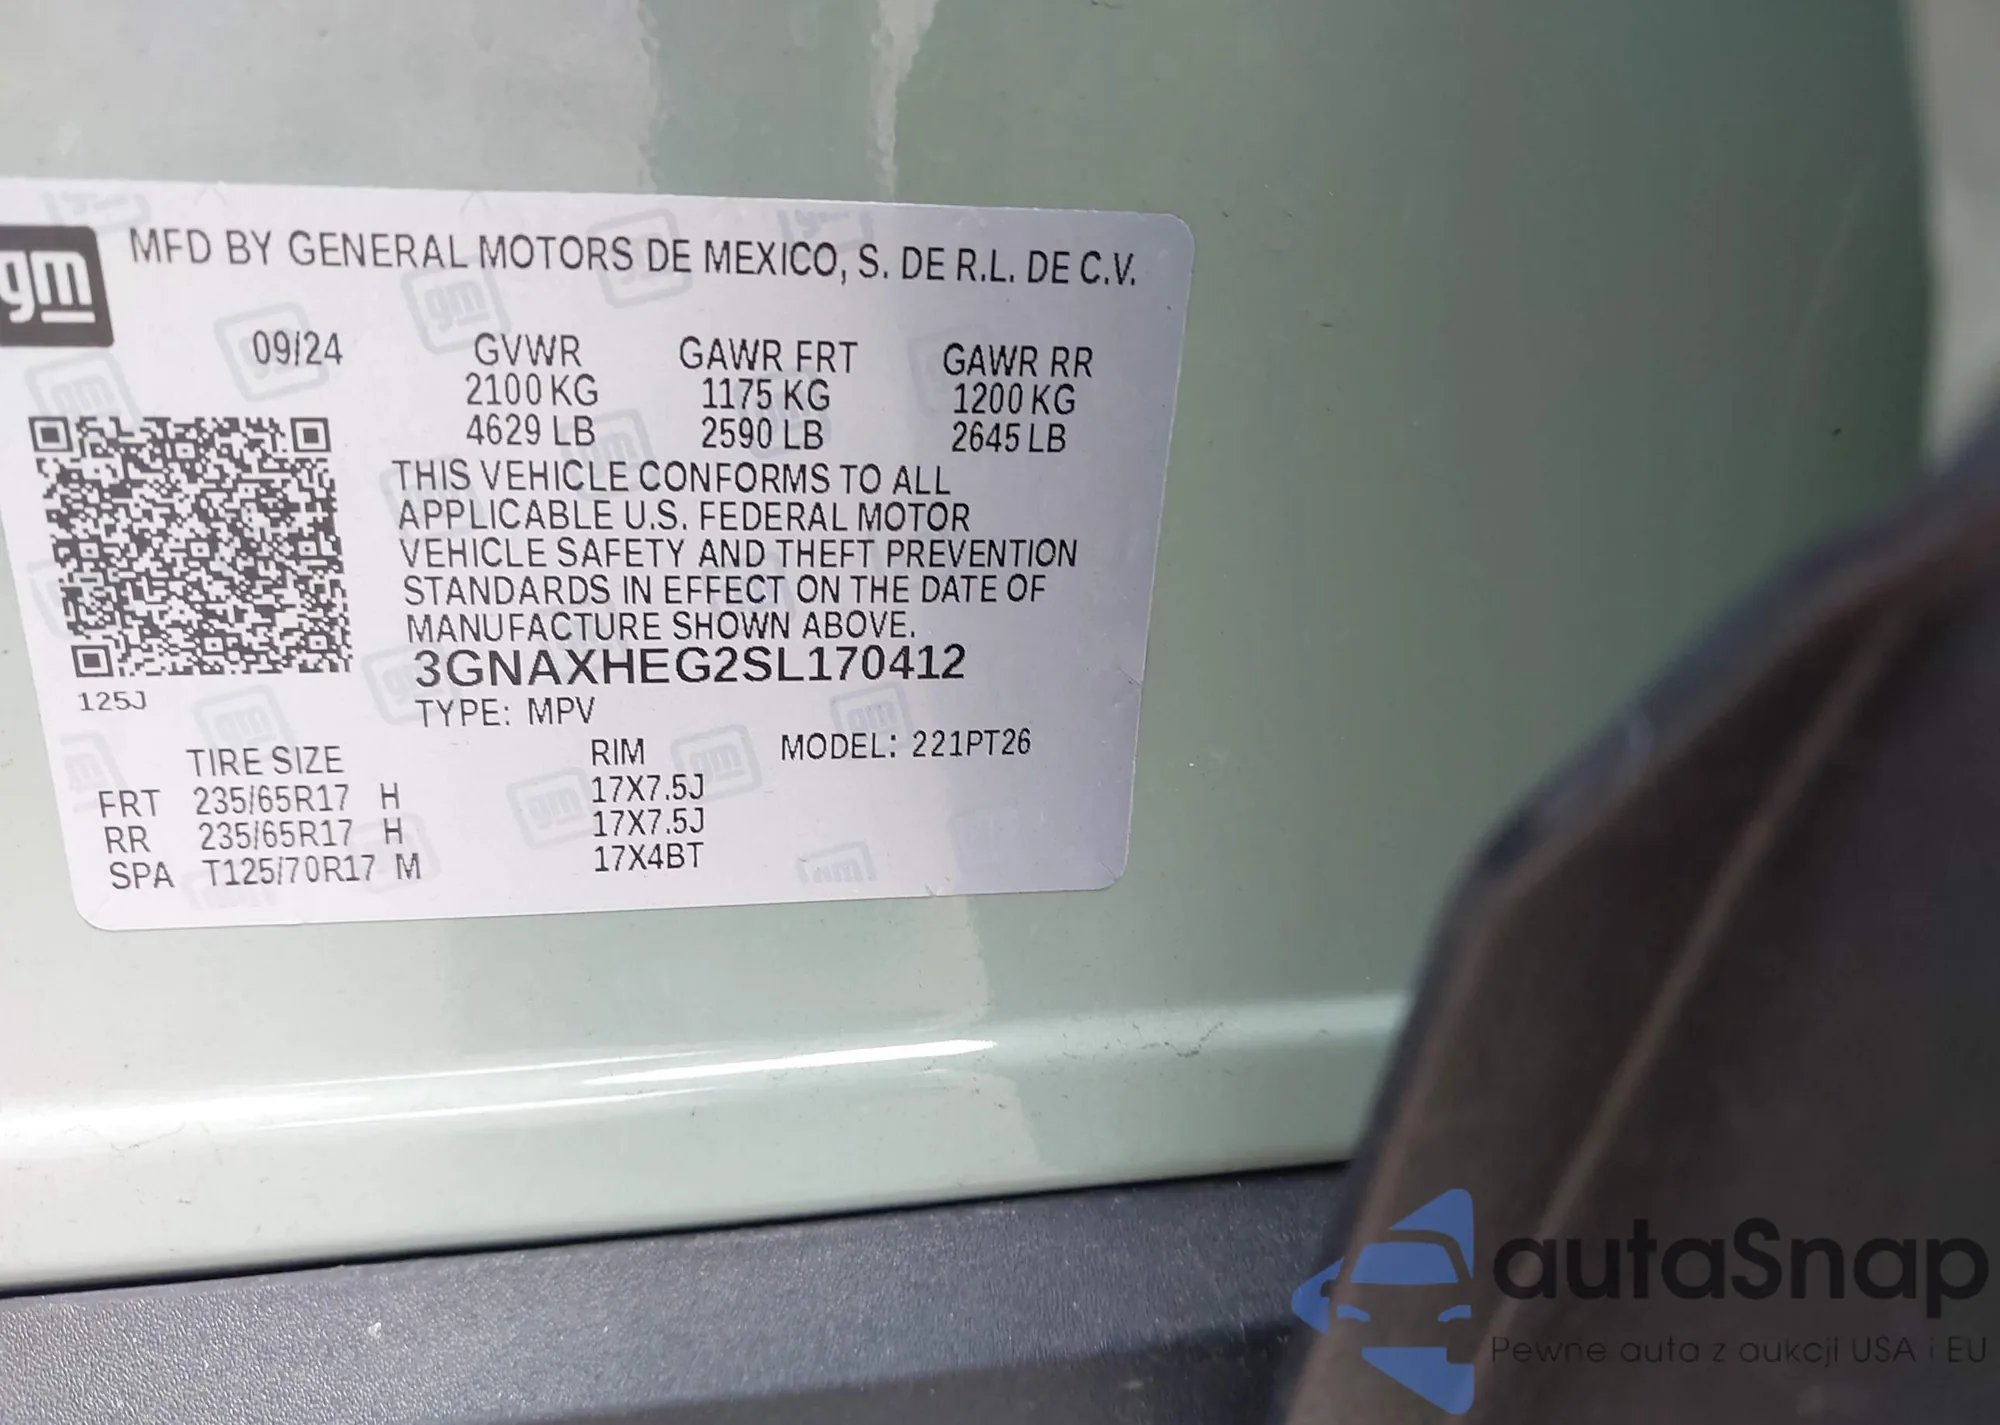 gm MFD BY GENERAL MOTORS DE MEXICO, S. DE R.L. DE C.V.
09/24 GVWR GAWR FRT GAWR RR
2100 KG 1175 KG 1200 KG
4629 LB 2590 LB 2645 LB
THIS VEHICLE CONFORMS TO ALL
APPLICABLE U.S. FEDERAL MOTOR
VEHICLE SAFETY AND THEFT PREVENTION
STANDARDS IN EFFECT ON THE DATE OF
MANUFACTURE SHOWN ABOVE.
3GNAXHEG2SL170412
125J
TYPE: MPV
TIRE SIZE RIM MODEL: 221PT26
FRT 235/65R17 H 17X7.5J
RR 235/65R17 H 17X7.5J
SPA T125/70R17 M 17X4BT
autaSnap
Pewne auta z aukcji USA i EU